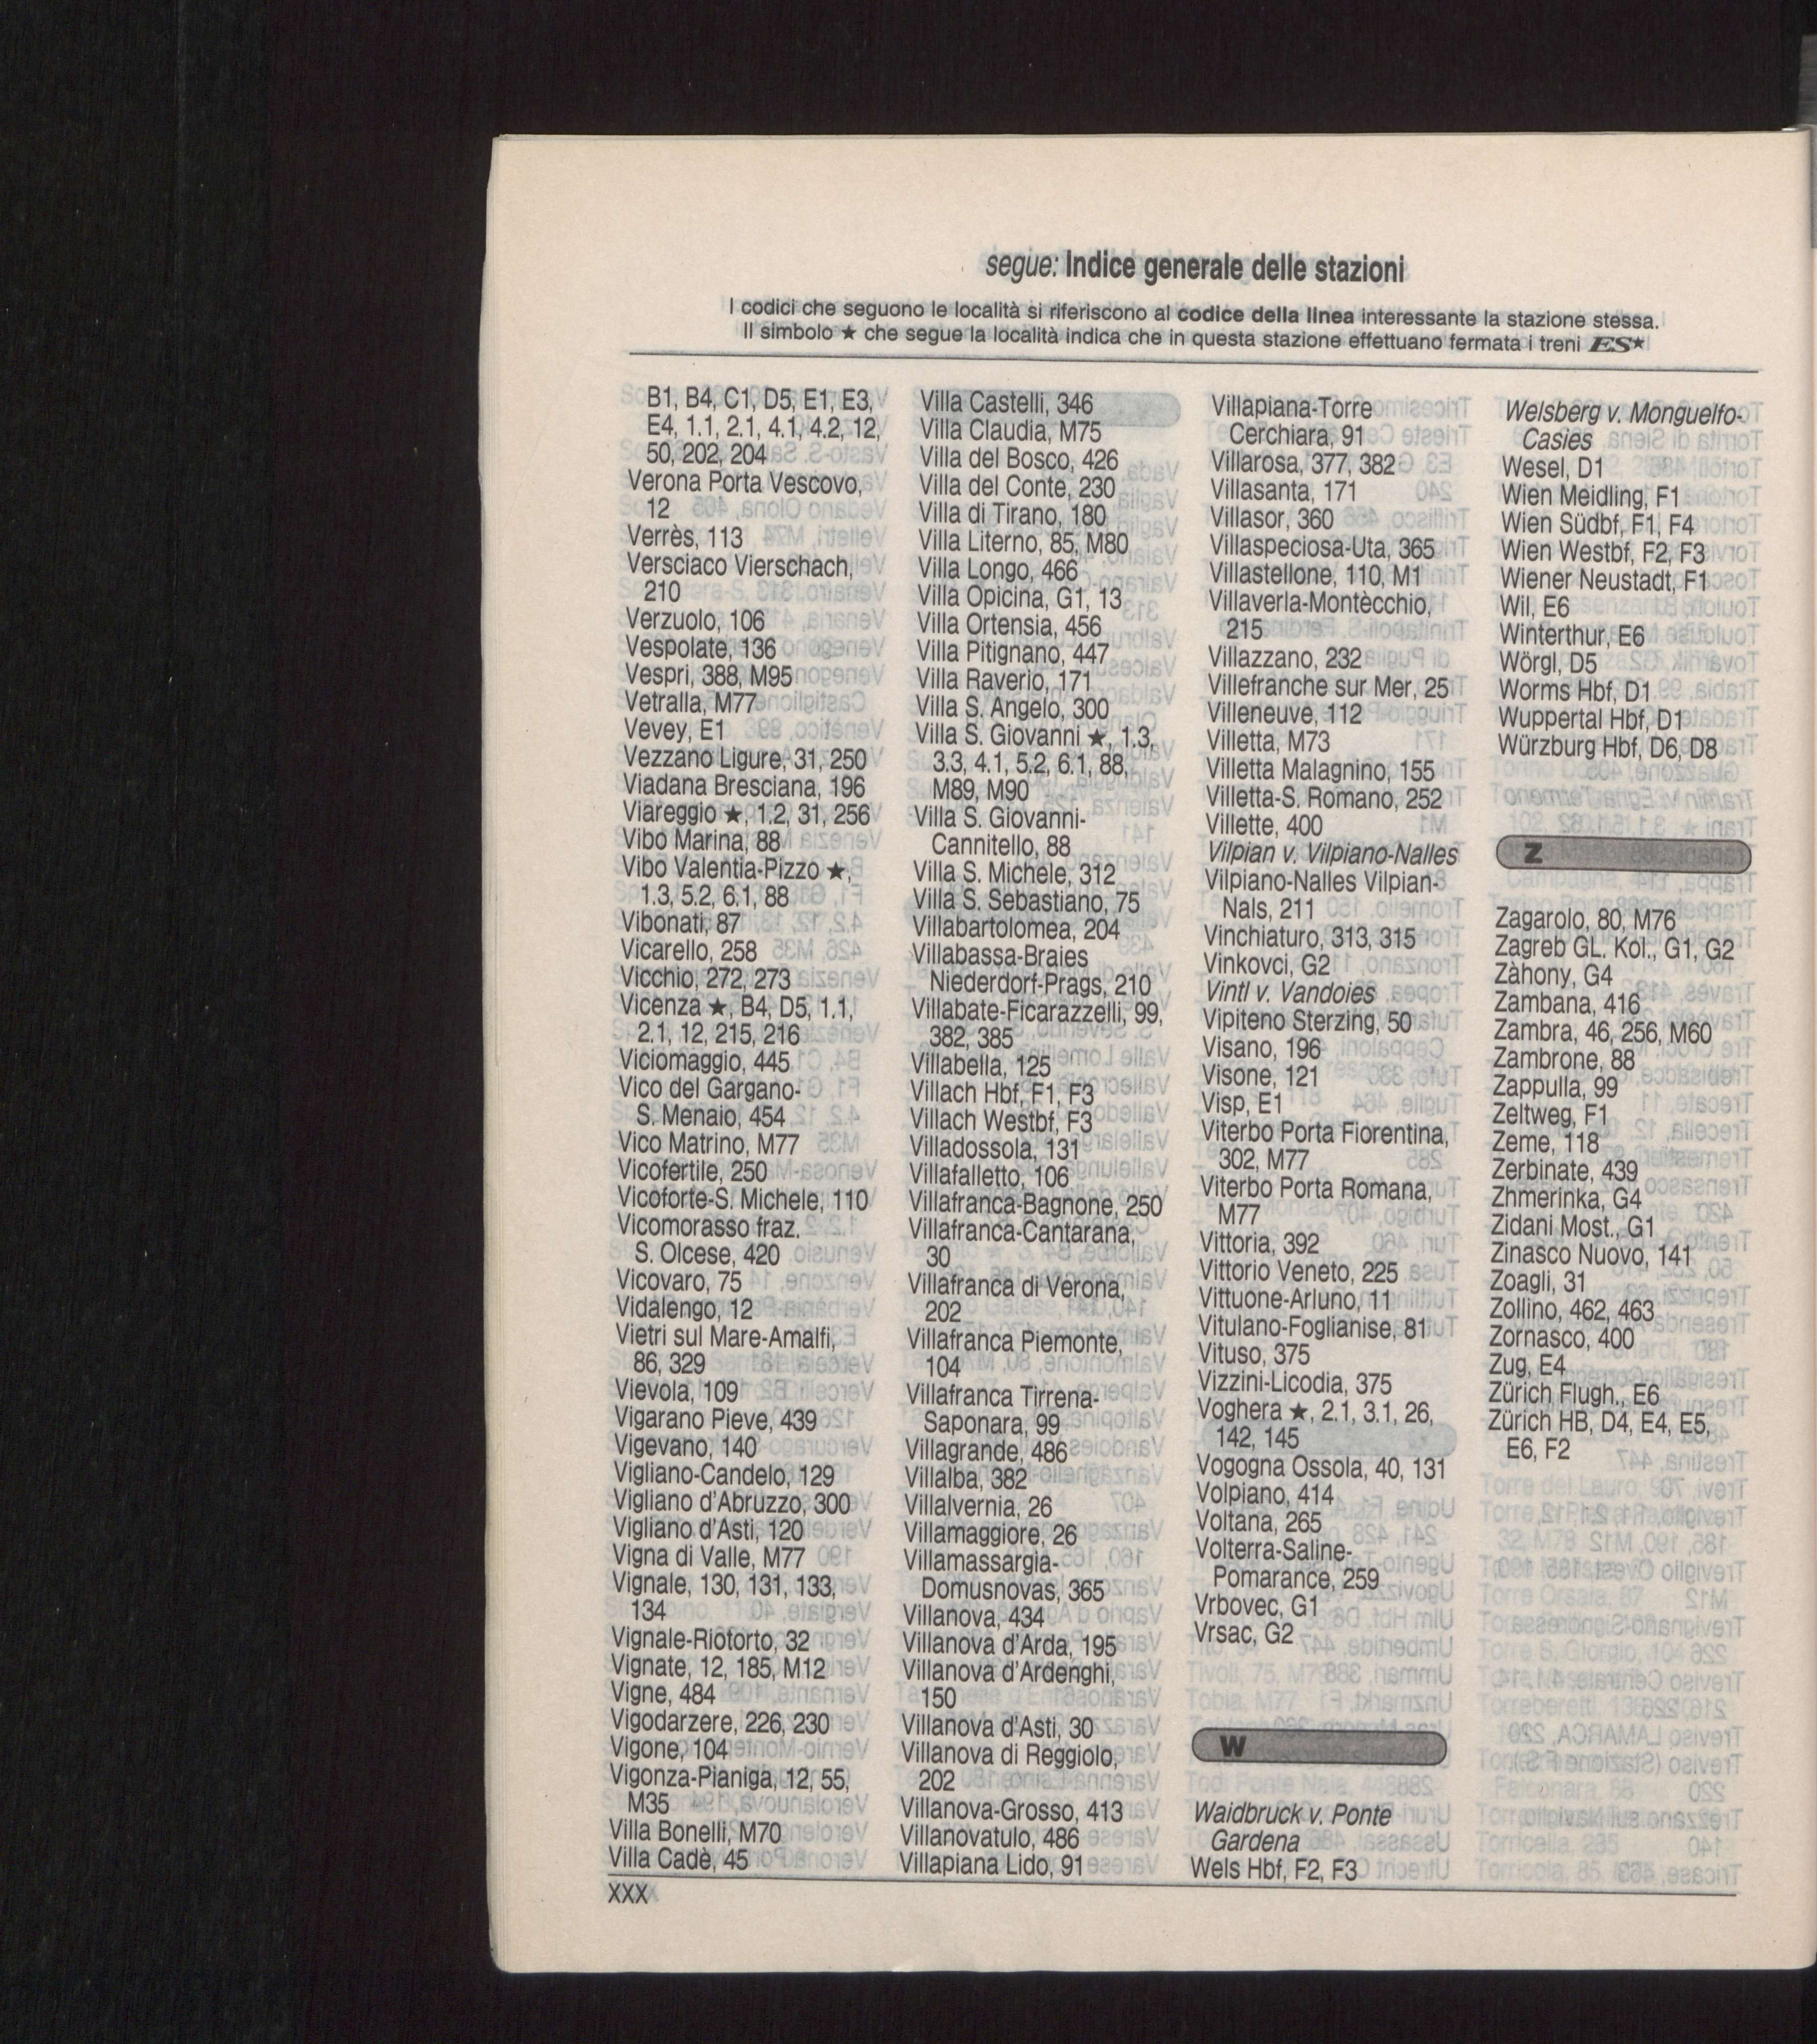 segue: Indice generale delle stazioni
I codici che seguono le località si riferiscono al codice della linea interessante la stazione stessa.
Il simbolo ★ che segue la località indica che in questa stazione effettuano fermata i treni ES★
B1, B4, C1, D5, E1, E3,
E4, 1.1, 2.1, 4.1, 4.2, 12,
50, 202, 204
Verona Porta Vescovo,
12
Verrès, 113
Versciaco Vierschach,
210
Verzuolo, 106
Vespolate, 136
Vespri, 388, M95
Vetralla, M77
Vevey, E1
Vezzano Ligure, 31, 250
Viadana Bresciana, 196
Viareggio ★, 1.2, 31, 256
Vibo Marina, 88
Vibo Valentia-Pizzo ★,
1.3, 5.2, 6.1, 88
Vibonati, 87
Vicarello, 258
Vicchio, 272, 273
Vicenza ★, B4, D5, 1.1,
2.1, 12, 215, 216
Viciomaggio, 445
Vico del Gargano-
S. Menaio, 454
Vico Matrino, M77
Vicofertile, 250
Vicoforte-S. Michele, 110
Vicomorasso fraz.
S. Olcese, 420
Vicovaro, 75
Vidalengo, 12
Vietri sul Mare-Amalfi,
86, 329
Vievola, 109
Vigarano Pieve, 439
Vigevano, 140
Vigliano-Candelo, 129
Vigliano d'Abruzzo, 300
Vigliano d'Asti, 120
Vigna di Valle, M77
Vignale, 130, 131, 133,
134
Vignale-Riotorto, 32
Vignate, 12, 185, M12
Vigne, 484
Vigodarzere, 226, 230
Vigone, 104
Vigonza-Pianiga, 12, 55,
M35
Villa Bonelli, M70
Villa Cadè, 45
Villa Castelli, 346
Villa Claudia, M75
Villa del Bosco, 426
Villa del Conte, 230
Villa di Tirano, 180
Villa Literno, 85, M80
Villa Longo, 466
Villa Opicina, G1, 13
Villa Ortensia, 456
Villa Pitignano, 447
Villa Raverio, 171
Villa S. Angelo, 300
Villa S. Giovanni ★, 1.3,
3.3, 4.1, 5.2, 6.1, 88,
M89, M90
Villa S. Giovanni-
Cannitello, 88
Villa S. Michele, 312
Villa S. Sebastiano, 75
Villabartolomea, 204
Villabassa-Braies
Niederdorf-Prags, 210
Villabate-Ficarazzelli, 99,
382, 385
Villabella, 125
Villach Hbf, F1, F3
Villach Westbf, F3
Villadossola, 131
Villafalletto, 106
Villafranca-Bagnone, 250
Villafranca-Cantarana,
30
Villafranca di Verona,
202
Villafranca Piemonte,
104
Villafranca Tirrena-
Saponara, 99
Villagrande, 486
Villalba, 382
Villalvernia, 26
Villamaggiore, 26
Villamassargia-
Domusnovas, 365
Villanova, 434
Villanova d'Arda, 195
Villanova d'Ardenghi,
150
Villanova d'Asti, 30
Villanova di Reggiolo,
202
Villanova-Grosso, 413
Villanovatulo, 486
Villapiana Lido, 91
Villapiana-Torre
Cerchiara, 91
Villarosa, 377, 382
Villasanta, 171
Villasor, 360
Villaspeciosa-Uta, 365
Villastellone, 110, M1
Villaverla-Montècchio,
215
Villazzano, 232
Villefranche sur Mer, 25
Villeneuve, 112
Villetta, M73
Villetta Malagnino, 155
Villetta-S. Romano, 252
Villette, 400
Vilpian v. Vilpiano-Nalles
Vilpiano-Nalles Vilpian-
Nals, 211
Vinchiaturo, 313, 315
Vinkovci, G2
Vintl v. Vandoies
Vipiteno Sterzing, 50
Visano, 196
Visone, 121
Visp, E1
Viterbo Porta Fiorentina,
302, M77
Viterbo Porta Romana,
M77
Vittoria, 392
Vittorio Veneto, 225
Vittuone-Arluno, 11
Vitulano-Foglianise, 81
Vituso, 375
Vizzini-Licodia, 375
Voghera ★, 2.1, 3.1, 26,
142, 145
Vogogna Ossola, 40, 131
Volpiano, 414
Voltana, 265
Volterra-Saline-
Pomarance, 259
Vrbovec, G1
Vrsac, G2
W
Waidbruck v. Ponte
Gardena
Wels Hbf, F2, F3
Welsberg v. Monguelfo-
Casies
Wesel, D1
Wien Meidling, F1
Wien Südbf, F1, F4
Wien Westbf, F2, F3
Wiener Neustadt, F1
Wil, E6
Winterthur, E6
Wörgl, D5
Worms Hbf, D1
Wuppertal Hbf, D1
Würzburg Hbf, D6, D8
Z
Zagarolo, 80, M76
Zagreb GL. Kol., G1, G2
Zàhony, G4
Zambana, 416
Zambra, 46, 256, M60
Zambrone, 88
Zappulla, 99
Zeltweg, F1
Zeme, 118
Zerbinate, 439
Zhmerinka, G4
Zidani Most., G1
Zinasco Nuovo, 141
Zoagli, 31
Zollino, 462, 463
Zornasco, 400
Zug, E4
Zürich Flugh., E6
Zürich HB, D4, E4, E5,
E6, F2
XXX